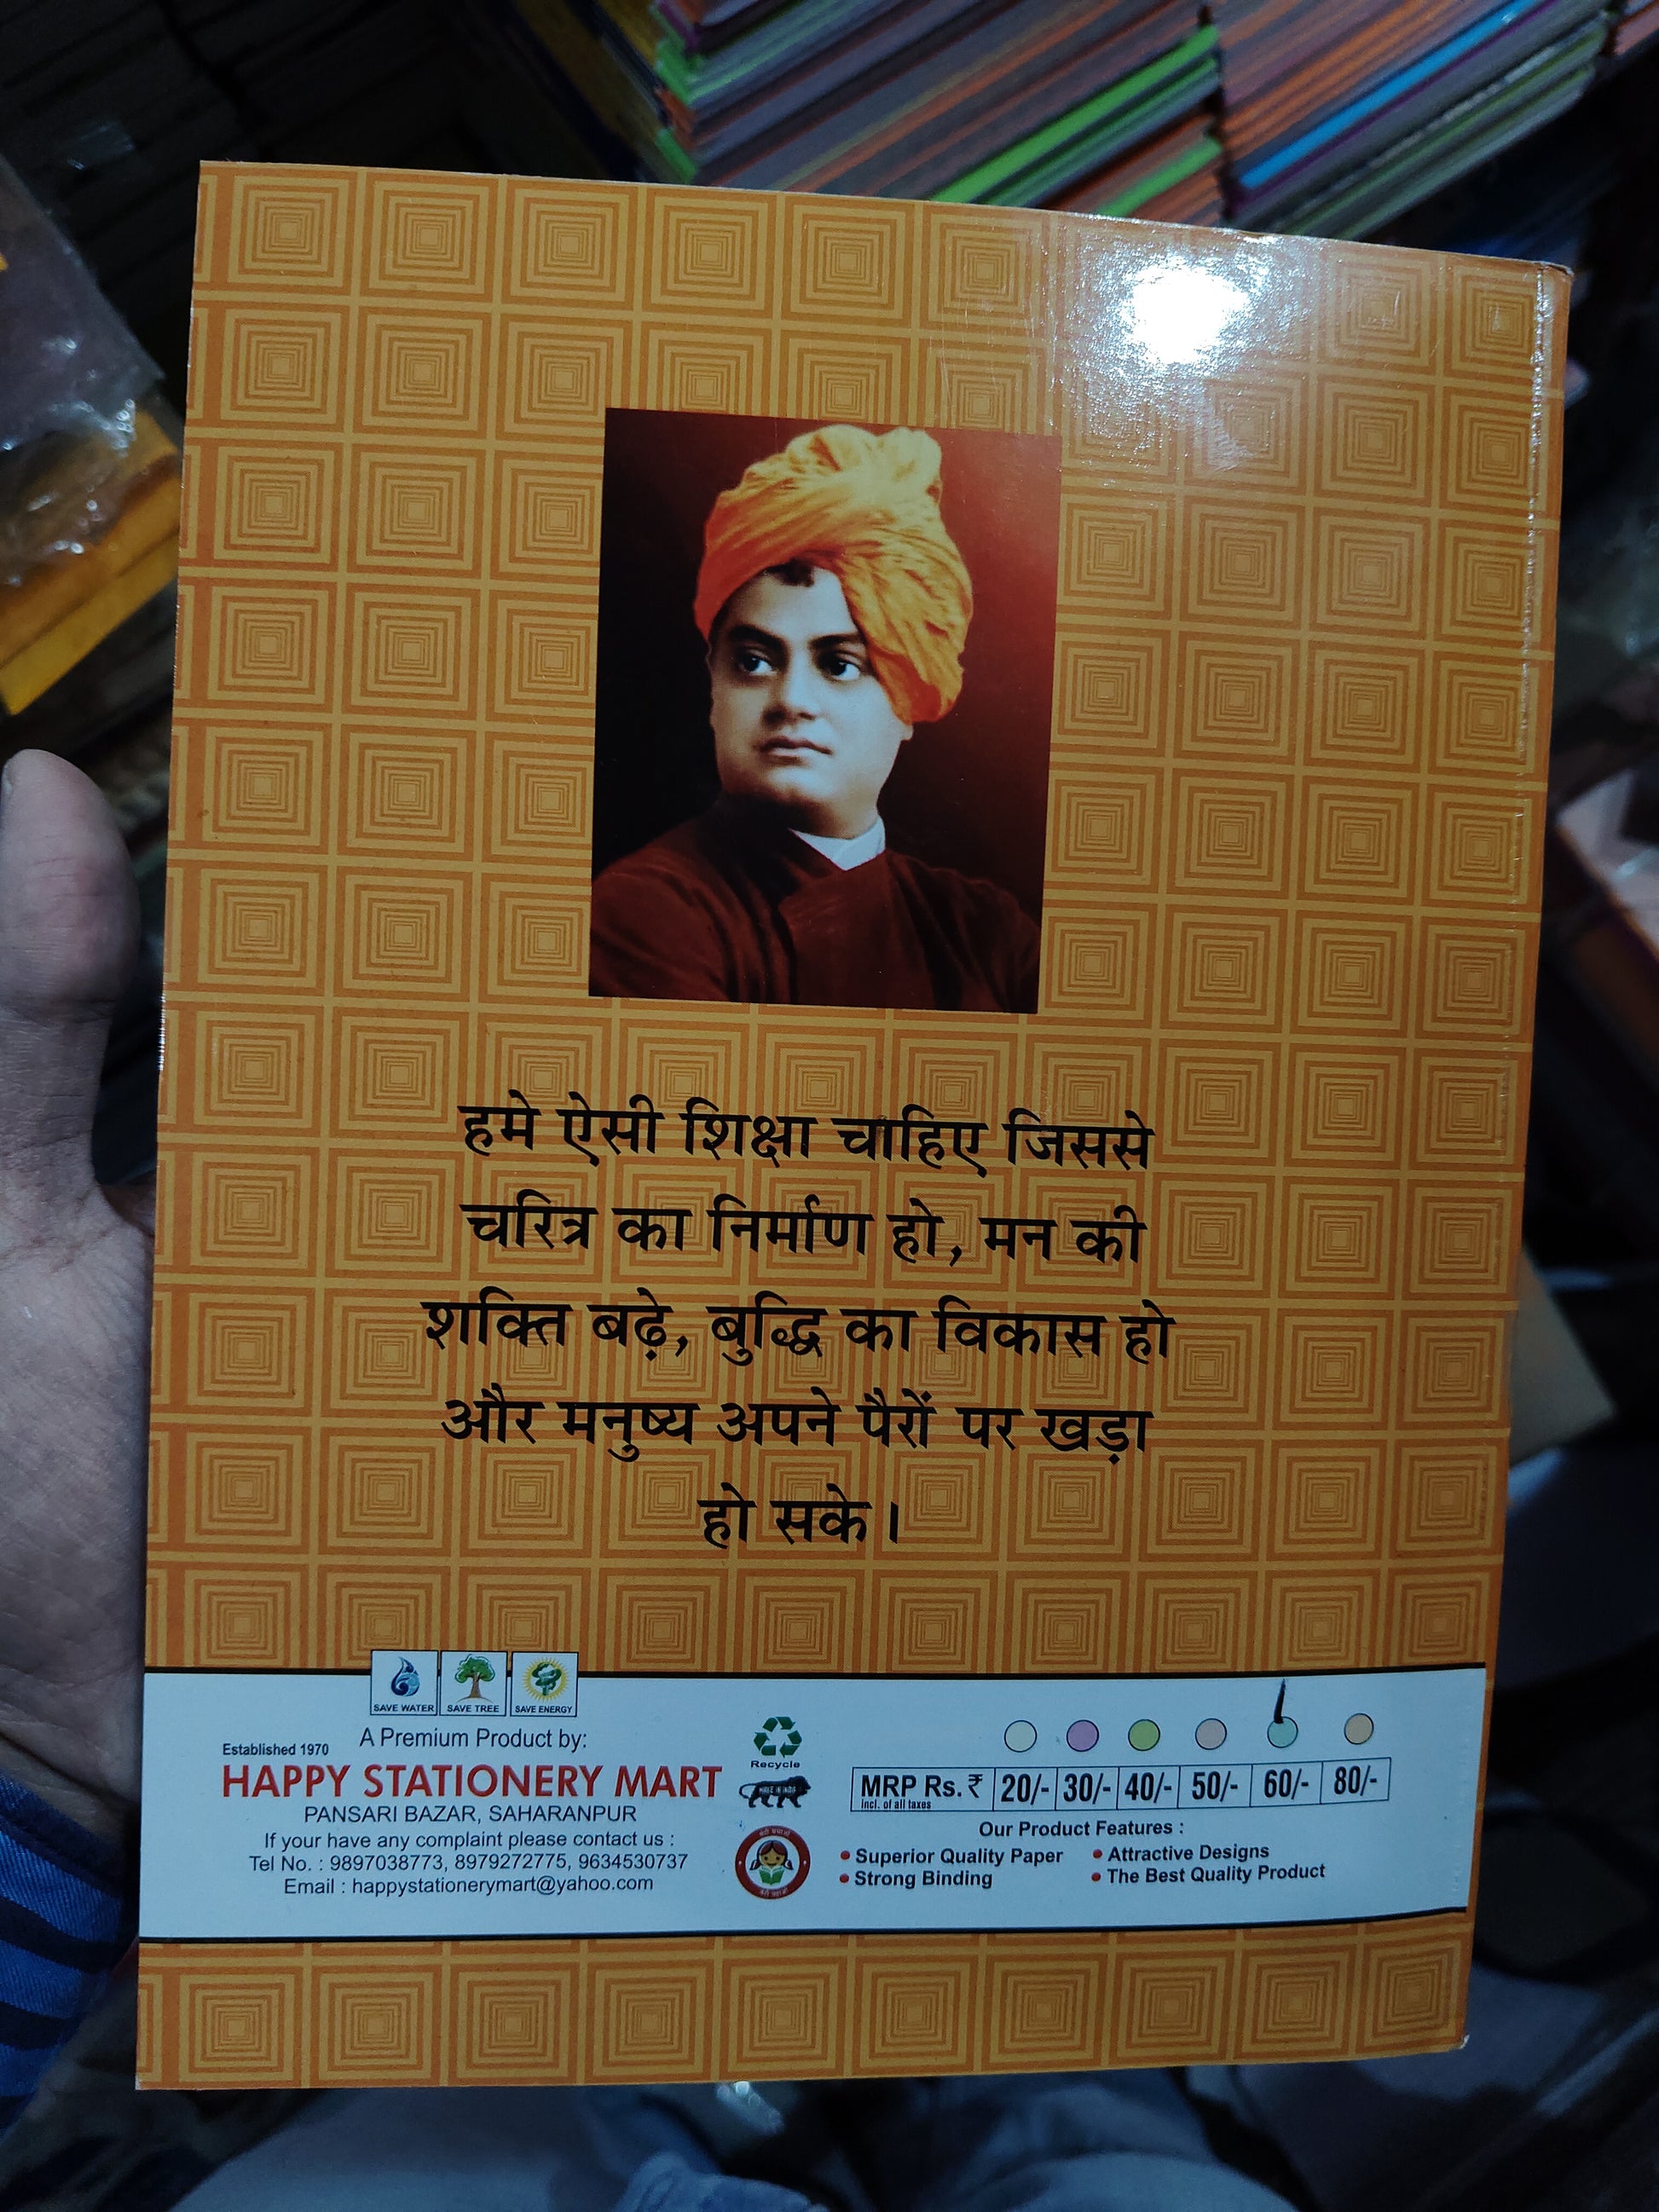 हमे ऐसी शिक्षा चाहिए जिससे
चरित्र का निर्माण हो, मन की
शक्ति बढ़े, बुद्धि का विकास हो
और मनुष्य अपने पैरों पर खड़ा
हो सके।
SAVE WATER
SAVE TREE
SAVE ENERGY
A Premium Product by:
Established 1970
HAPPY STATIONERY MART
PANSARI BAZAR, SAHARANPUR
If your have any complaint please contact us :
Tel No. : 9897038773, 8979272775, 9634530737
Email : happystationerymart@yahoo.com
Recycle
MAKE IN INDIA
MRP Rs. ₹ 20/- 30/- 40/- 50/- 60/- 80/-
incl. of all taxes
Our Product Features :
• Superior Quality Paper • Attractive Designs
• Strong Binding • The Best Quality Product